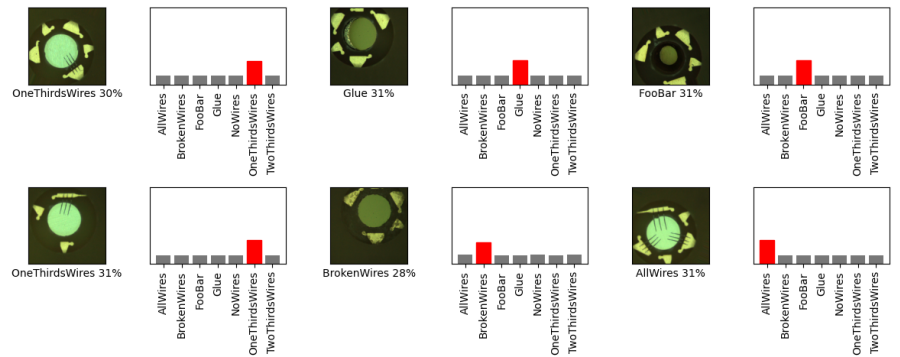 OneThirdsWires 30%
AllWires
BrokenWires
FooBar
Glue
NoWires
OneThirdsWires
TwoThirdsWires
Glue 31%
AllWires
BrokenWires
FooBar
Glue
NoWires
OneThirdsWires
TwoThirdsWires
FooBar 31%
AllWires
BrokenWires
FooBar
Glue
NoWires
OneThirdsWires
TwoThirdsWires
OneThirdsWires 31%
AllWires
BrokenWires
FooBar
Glue
NoWires
OneThirdsWires
TwoThirdsWires
BrokenWires 28%
AllWires
BrokenWires
FooBar
Glue
NoWires
OneThirdsWires
TwoThirdsWires
AllWires 31%
AllWires
BrokenWires
FooBar
Glue
NoWires
OneThirdsWires
TwoThirdsWires